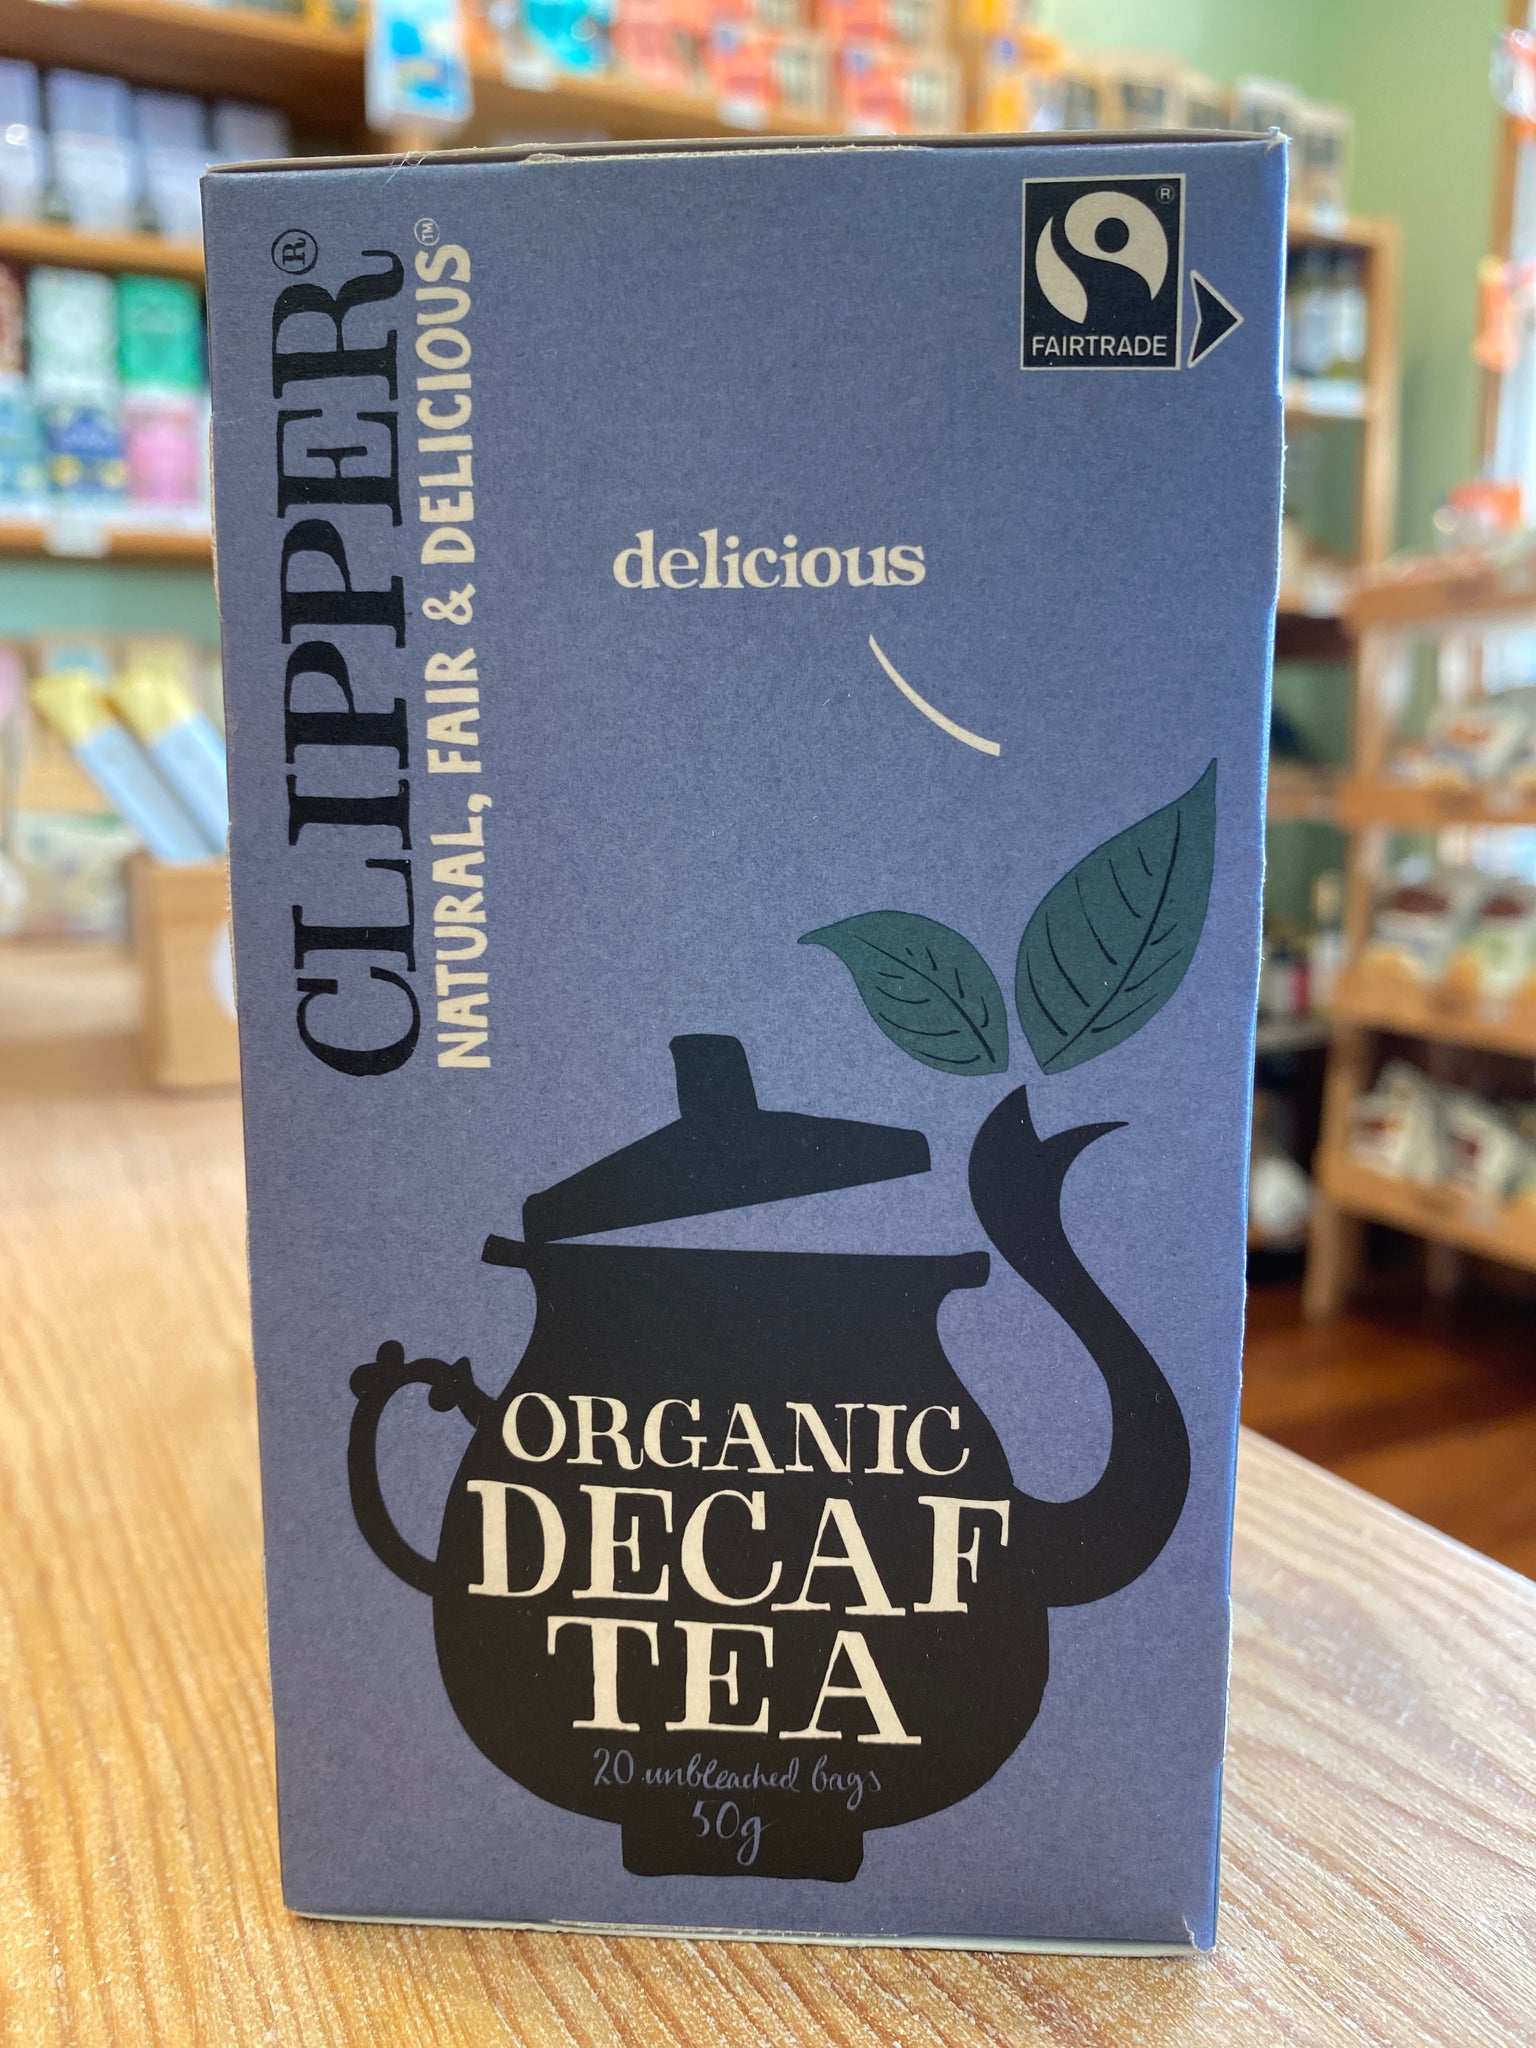 CLIPPER®
NATURAL, FAIR & DELICIOUS™
®
FAIRTRADE
delicious
ORGANIC
DECAF
TEA
20 unbleached bags
50g